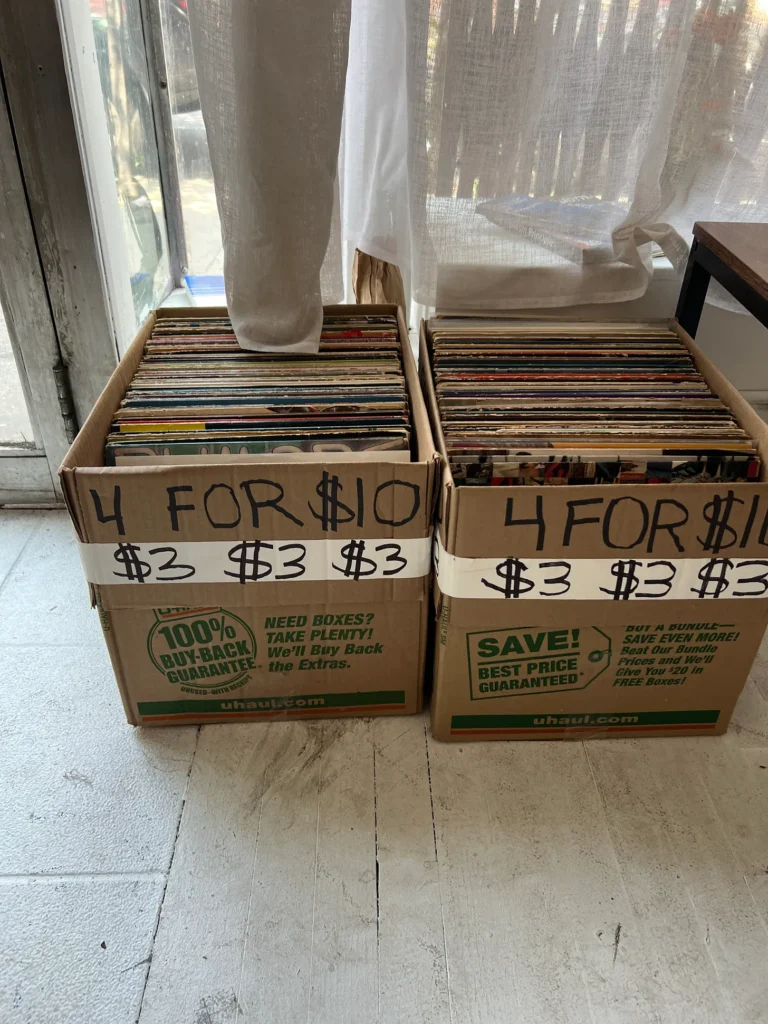 4 FOR $10
$3 $3 $3
100%
BUY-BACK
GUARANTEE
NEED BOXES?
TAKE PLENTY!
We'll Buy Back
the Extras.
uhaul.com
4 FOR $1
$3 $3 $3
SAVE!
BEST PRICE
GUARANTEED
BUY A BUNDLE—
SAVE EVEN MORE!
Beat Our Bundle
Prices and We'll
Give You $20 in
FREE Boxes!
uhaul.com